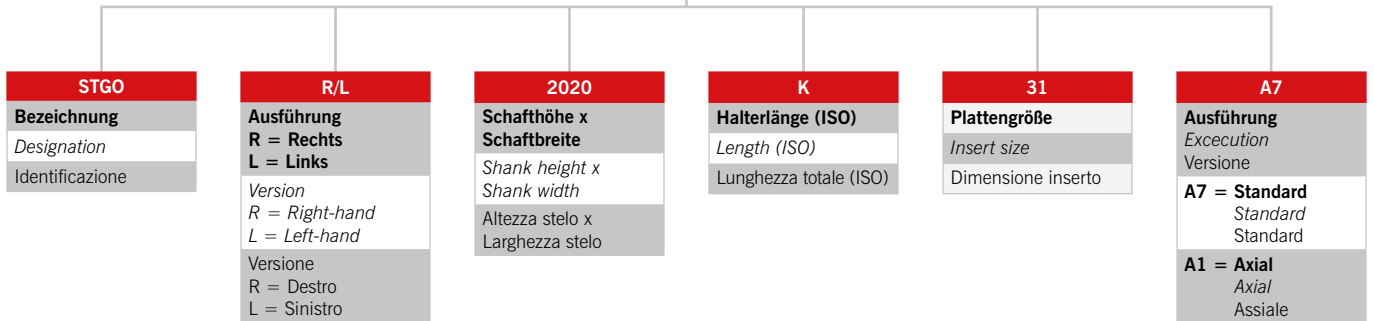 STGO
Bezeichnung
Designation
Identificazione
R/L
Ausführung
R = Rechts
L = Links
Version
R = Right-hand
L = Left-hand
Versione
R = Destro
L = Sinistro
2020
Schafthöhe x
Schaftbreite
Shank height x
Shank width
Altezza stelo x
Larghezza stelo
K
Halterlänge (ISO)
Length (ISO)
Lunghezza totale (ISO)
31
Plattengröße
Insert size
Dimensione inserto
A7
Ausführung
Excecution
Versione
A7 = Standard
Standard
Standard
A1 = Axial
Axial
Assiale